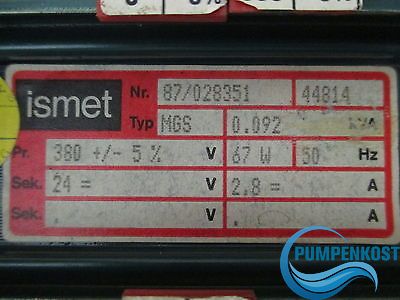 ismet Nr. 87/028351 44814
Typ MGS 0.092 kVA
Pr. 380 +/- 5 % V 67 W 50 Hz
Sek. 24 = V 2.8 = A
Sek. . V . A
PUMPENKOST